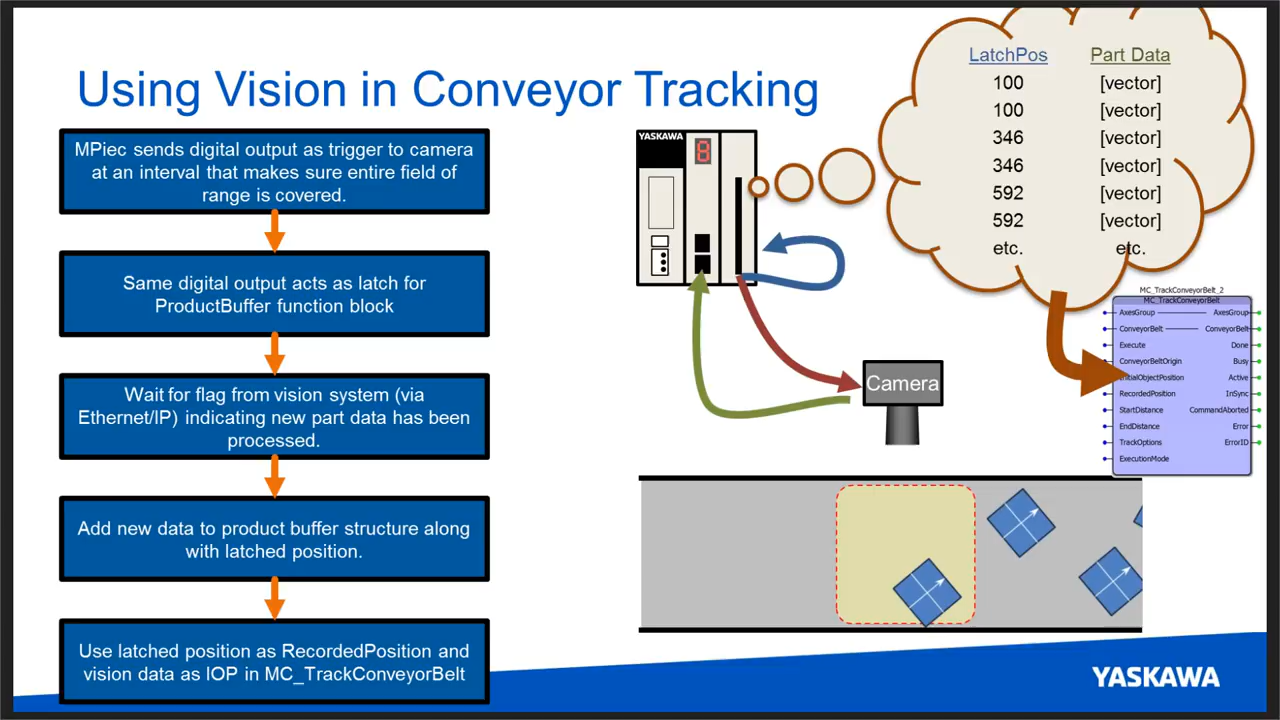 Using Vision in Conveyor Tracking
MPiec sends digital output as trigger to camera
at an interval that makes sure entire field of
range is covered.
Same digital output acts as latch for
ProductBuffer function block
Wait for flag from vision system (via
Ethernet/IP) indicating new part data has been
processed.
Add new data to product buffer structure along
with latched position.
Use latched position as RecordedPosition and
vision data as IOP in MC_TrackConveyorBelt
YASKAWA
8
Camera
LatchPos Part Data
100 [vector]
100 [vector]
346 [vector]
346 [vector]
592 [vector]
592 [vector]
etc. etc.
MC_TrackConveyorBelt_2
MC_TrackConveyorBelt
AxesGroup AxesGroup
ConveyorBelt ConveyorBelt
Execute Done
ConveyorBeltOrigin Busy
InitialObjectPosition Active
RecordedPosition InSync
StartDistance CommandAborted
EndDistance Error
TrackOptions ErrorID
ExecutionMode
YASKAWA